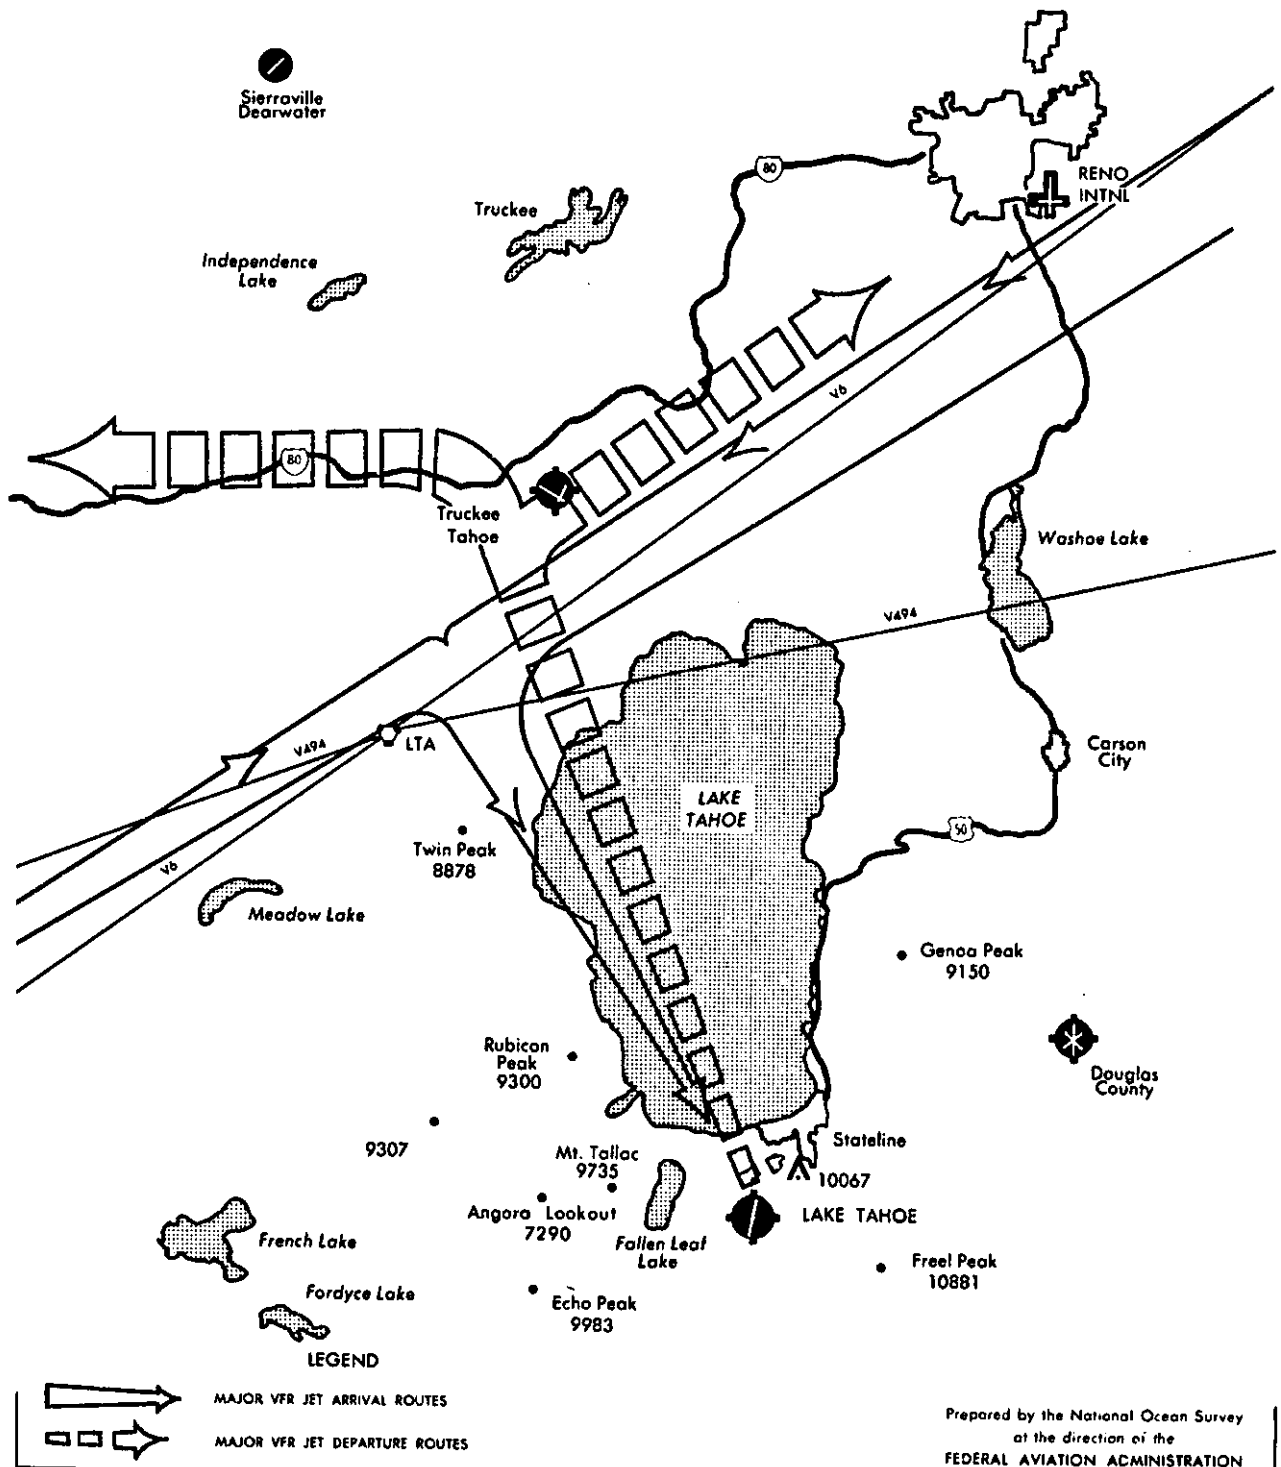 Sierraville
Dearwater
80
RENO
INTNL
Truckee
Independence
Lake
V6
80
Truckee
Tahoe
Washoe Lake
V494
LTA
V494
Carson
City
LAKE
TAHOE
50
Twin Peak
8878
V6
Meadow Lake
Genoa Peak
9150
Rubicon
Peak
9300
Douglas
County
9307
Stateline
Mt. Tallac
9735
10067
Angora Lookout
7290
LAKE TAHOE
French Lake
Fallen Leaf
Lake
Freel Peak
10881
Fordyce Lake
Echo Peak
9983
LEGEND
MAJOR VFR JET ARRIVAL ROUTES
MAJOR VFR JET DEPARTURE ROUTES
Prepared by the National Ocean Survey
at the direction of the
FEDERAL AVIATION ADMINISTRATION